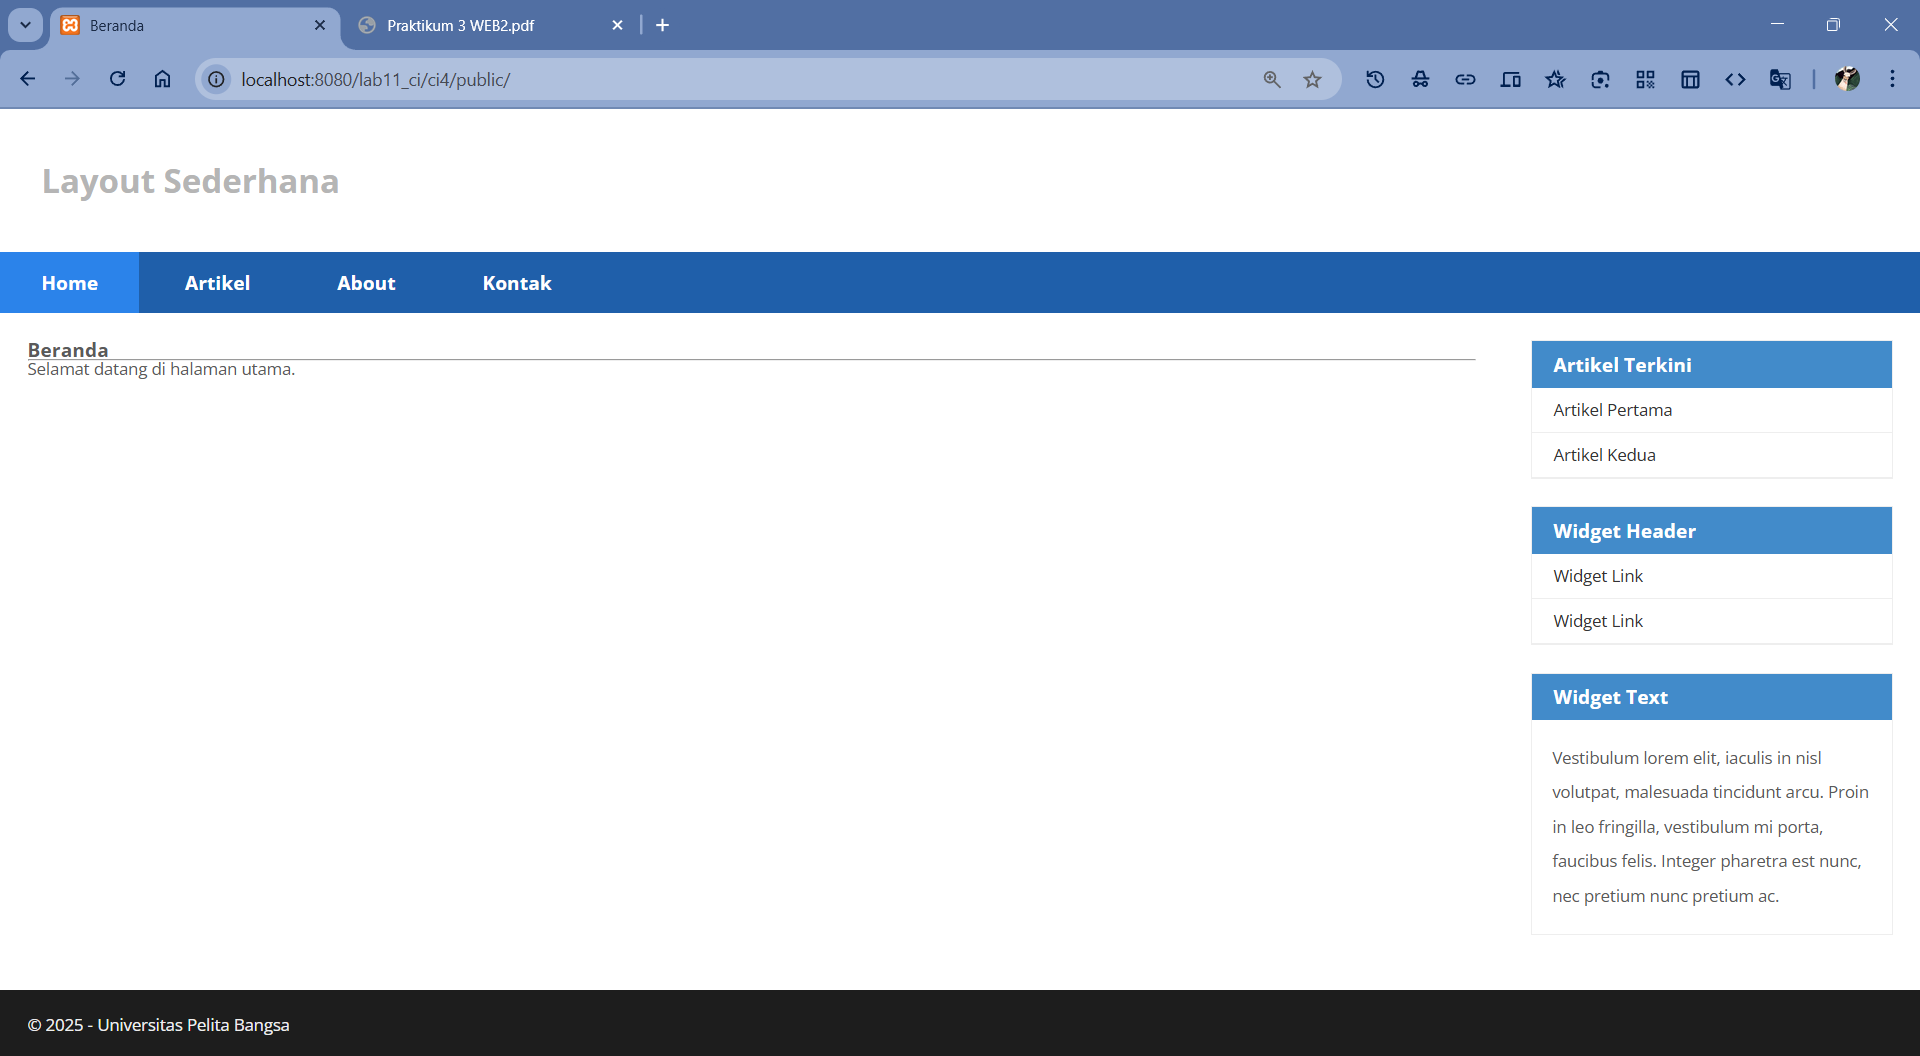 Beranda
Praktikum 3 WEB2.pdf
localhost:8080/lab11_ci/ci4/public/
Layout Sederhana
Home
Artikel
About
Kontak
Beranda
Selamat datang di halaman utama.
Artikel Terkini
Artikel Pertama
Artikel Kedua
Widget Header
Widget Link
Widget Link
Widget Text
Vestibulum lorem elit, iaculis in nisl
volutpat, malesuada tincidunt arcu. Proin
in leo fringilla, vestibulum mi porta,
faucibus felis. Integer pharetra est nunc,
nec pretium nunc pretium ac.
© 2025 - Universitas Pelita Bangsa